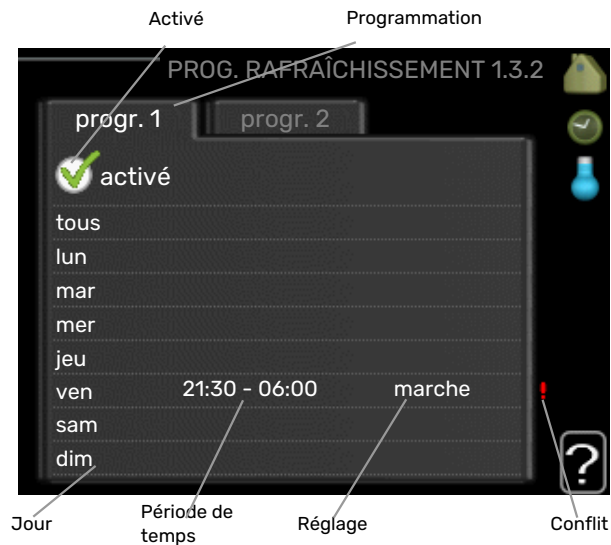 Activé
Programmation
PROG. RAFRAÎCHISSEMENT 1.3.2
progr. 1
progr. 2
activé
tous
lun
mar
mer
jeu
ven 21:30 - 06:00 marche !
sam
dim
?
Jour
Période de
temps
Réglage
Conflit